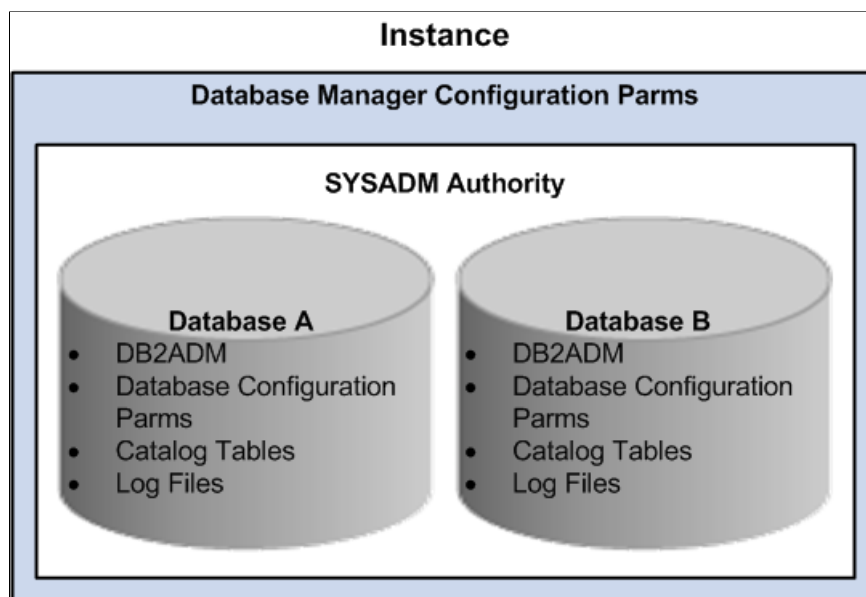 Instance
Database Manager Configuration Parms
SYSADM Authority
Database A
• DB2ADM
• Database Configuration
Parms
• Catalog Tables
• Log Files
Database B
• DB2ADM
• Database Configuration
Parms
• Catalog Tables
• Log Files